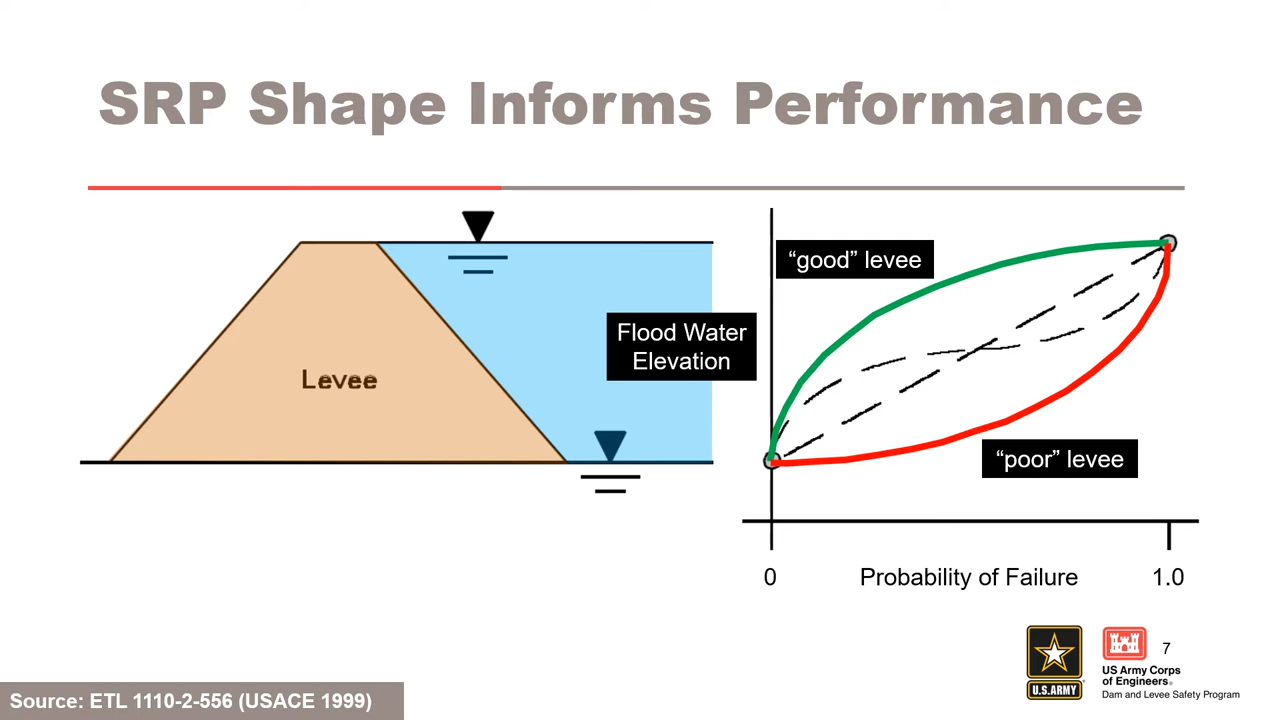 SRP Shape Informs Performance
Levee
Flood Water
Elevation
“good” levee
“poor” levee
0
Probability of Failure
1.0
U.S.ARMY
US Army Corps
of Engineers®
Dam and Levee Safety Program
7
Source: ETL 1110-2-556 (USACE 1999)